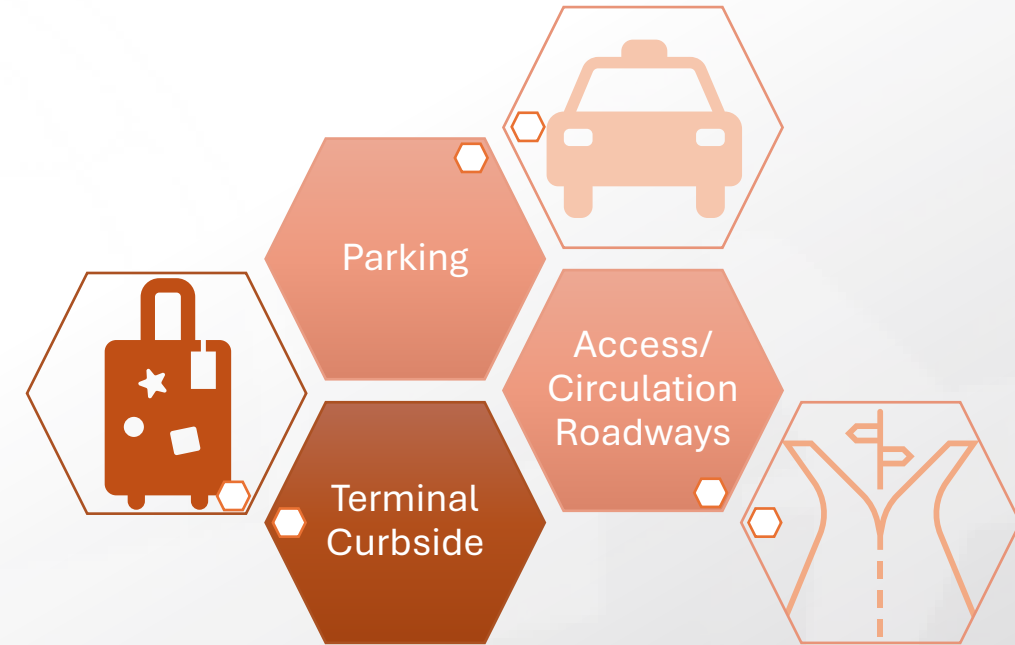 Parking
Access/
Circulation
Roadways
Terminal
Curbside